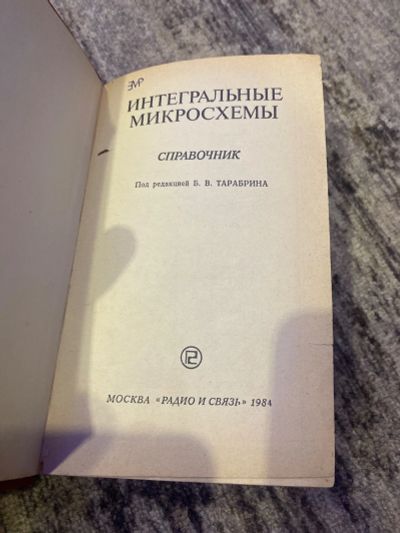 ИНТЕГРАЛЬНЫЕ
МИКРОСХЕМЫ
СПРАВОЧНИК
Под редакцией Б. В. ТАРАБРИНА
МОСКВА «РАДИО И СВЯЗЬ» 1984